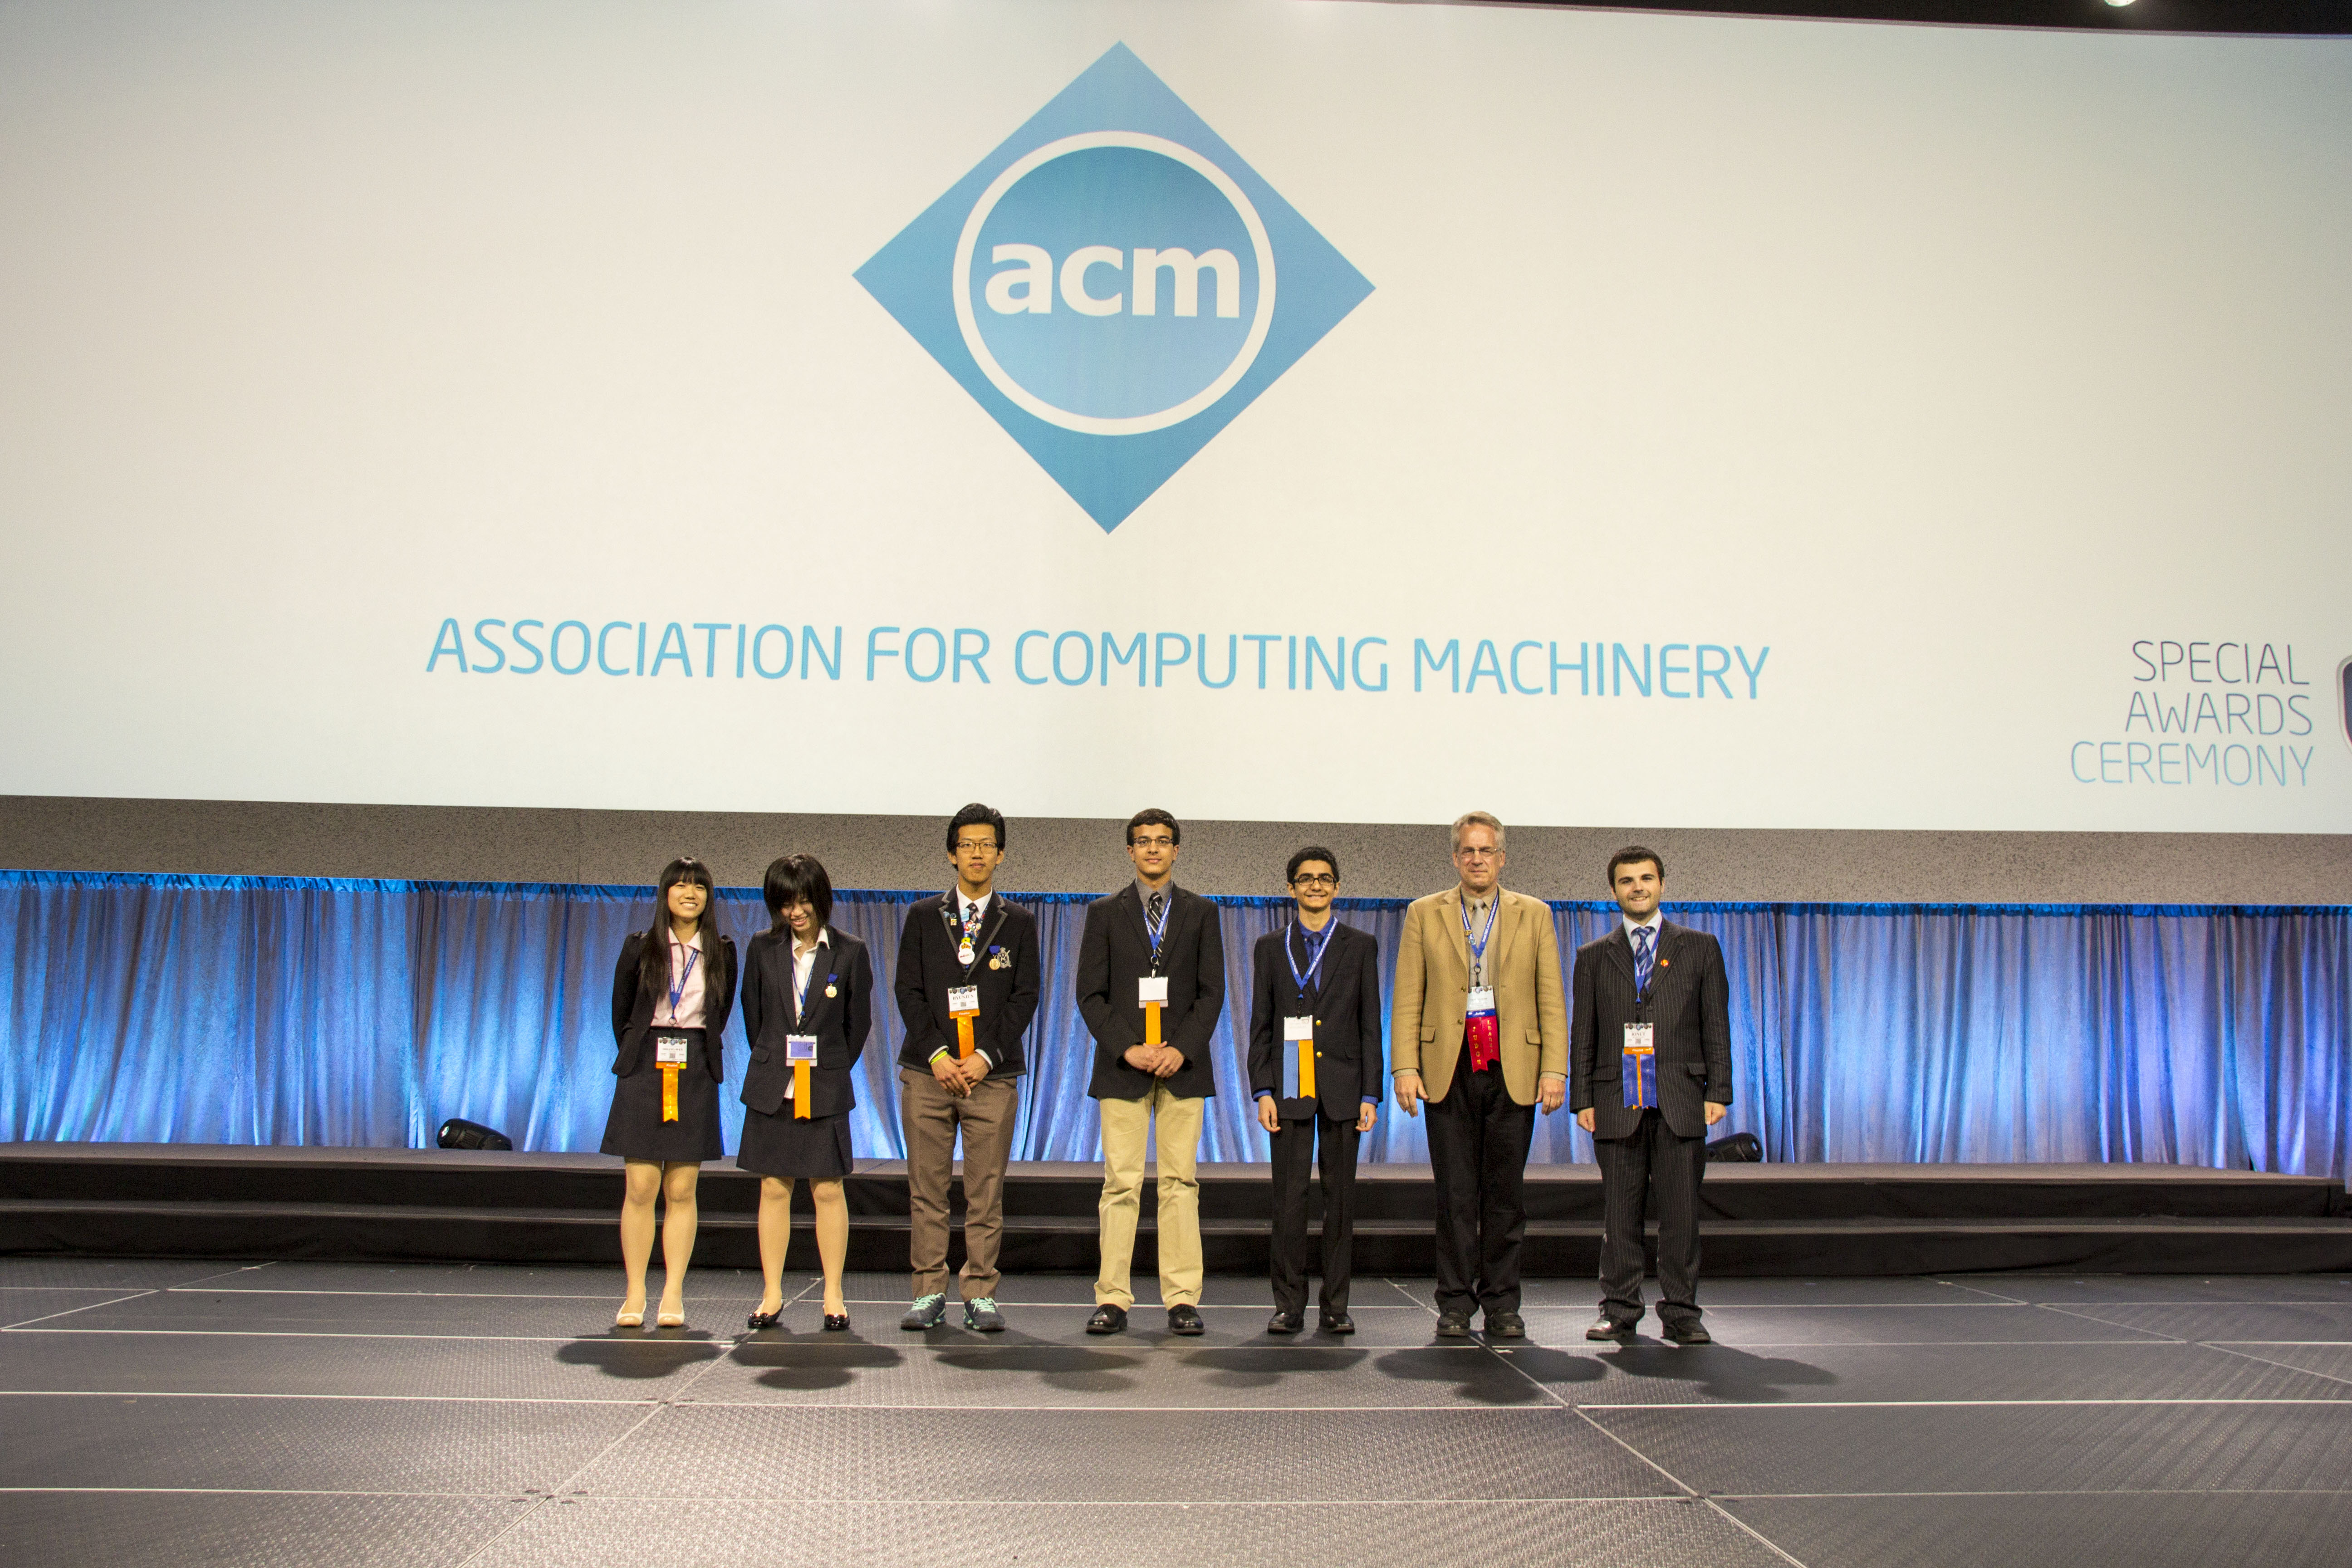 acm
ASSOCIATION FOR COMPUTING MACHINERY
SPECIAL
AWARDS
CEREMONY